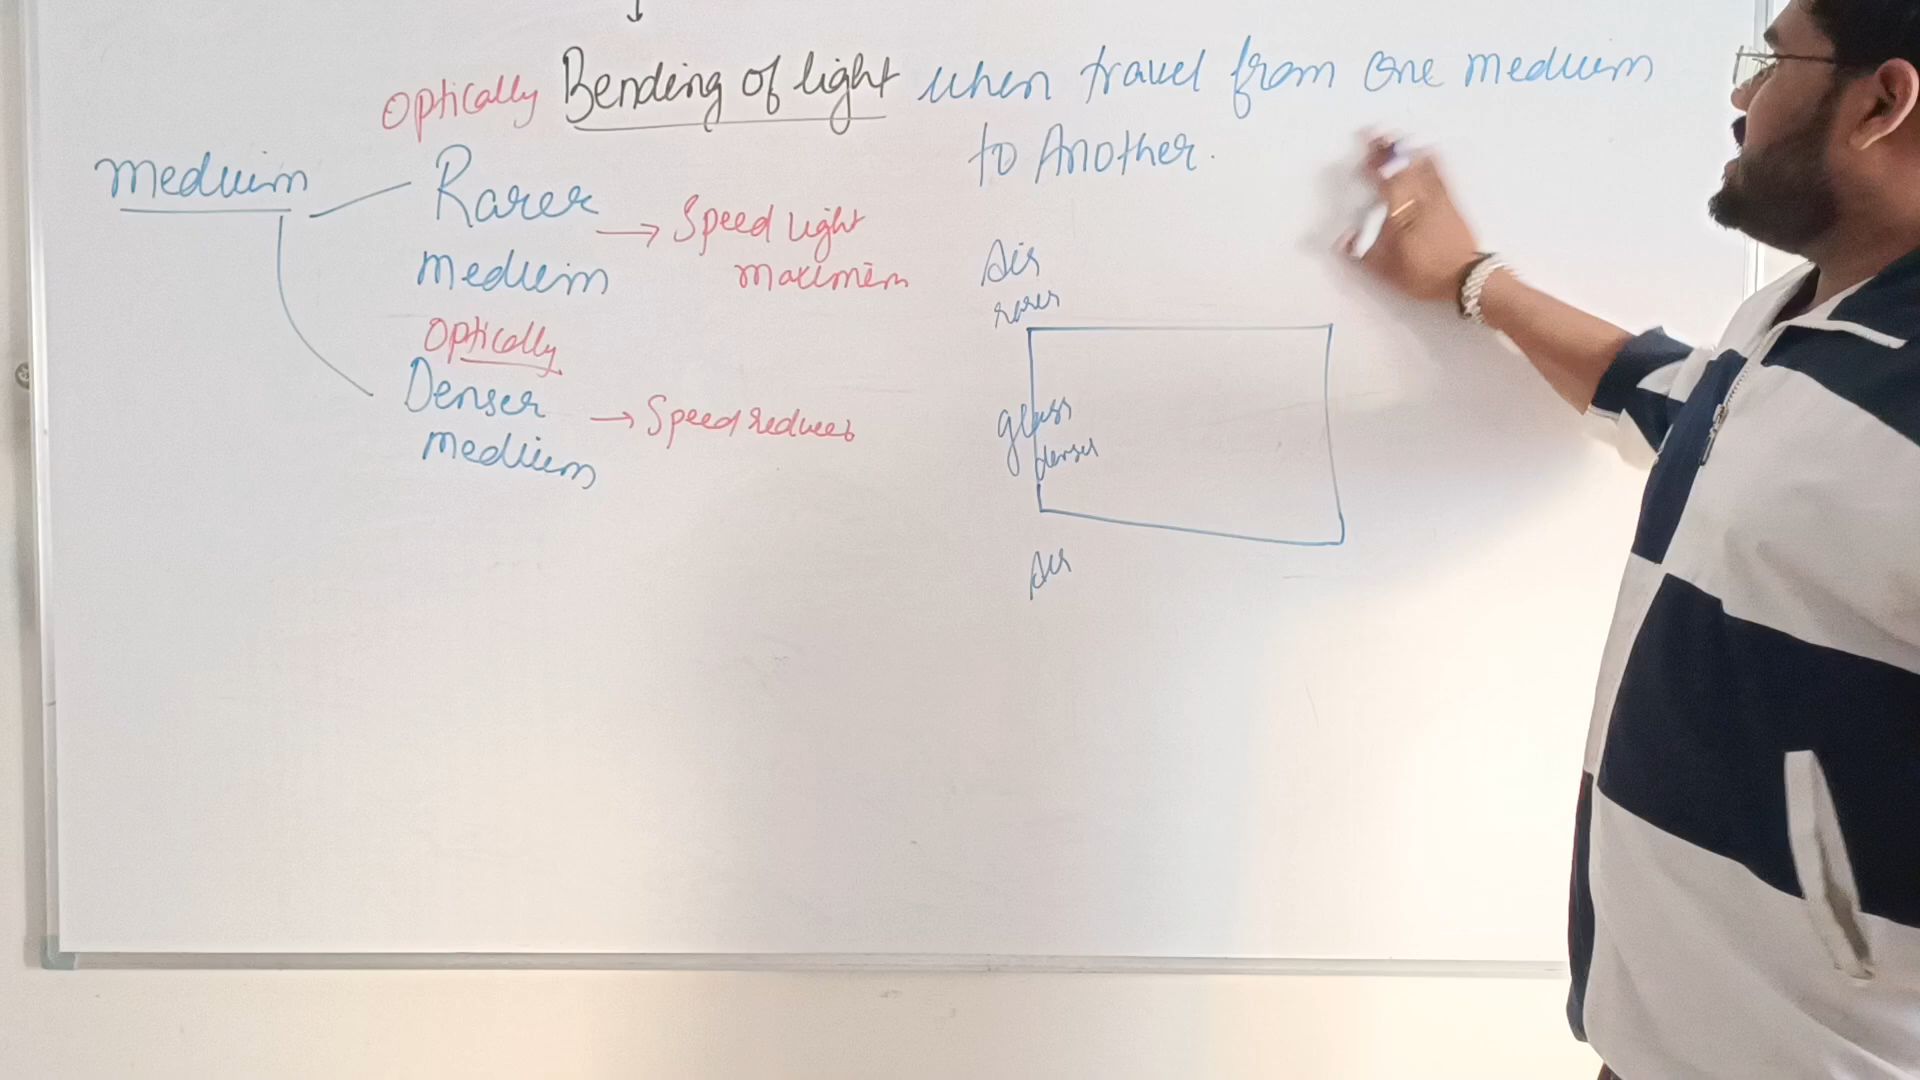 Bending of light when travel from one medium
to Another.
medium
Optically
Rarer
medium
→ Speed light
maximum
Optically
Denser
medium
→ Speed reduces
Air
rarer
glass
denser
Air